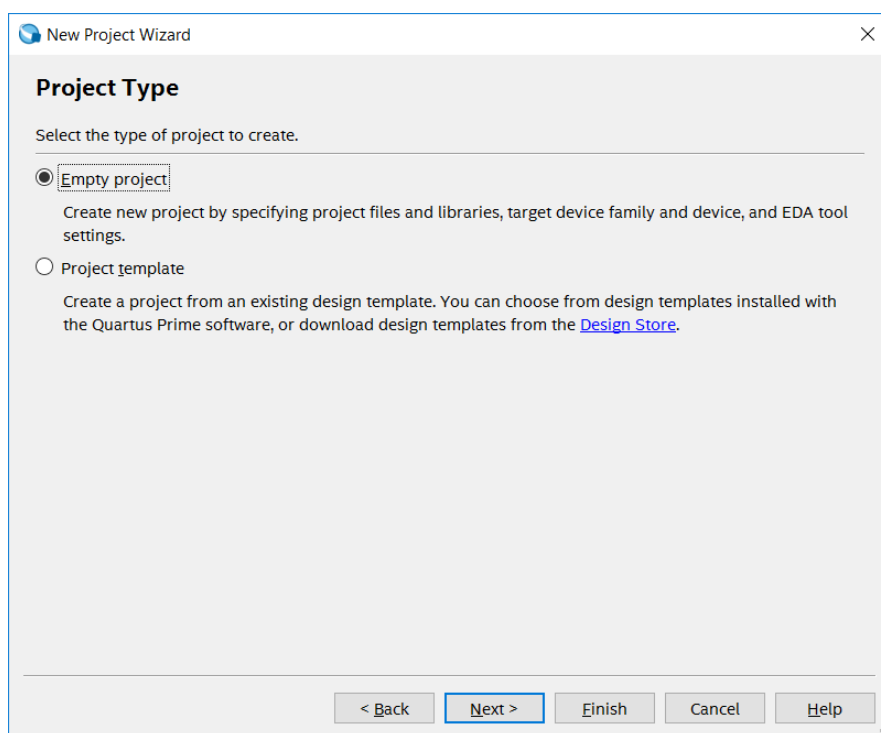 New Project Wizard
Project Type
Select the type of project to create.
Empty project
Create new project by specifying project files and libraries, target device family and device, and EDA tool
settings.
Project template
Create a project from an existing design template. You can choose from design templates installed with
the Quartus Prime software, or download design templates from the Design Store.
< Back Next > Finish Cancel Help